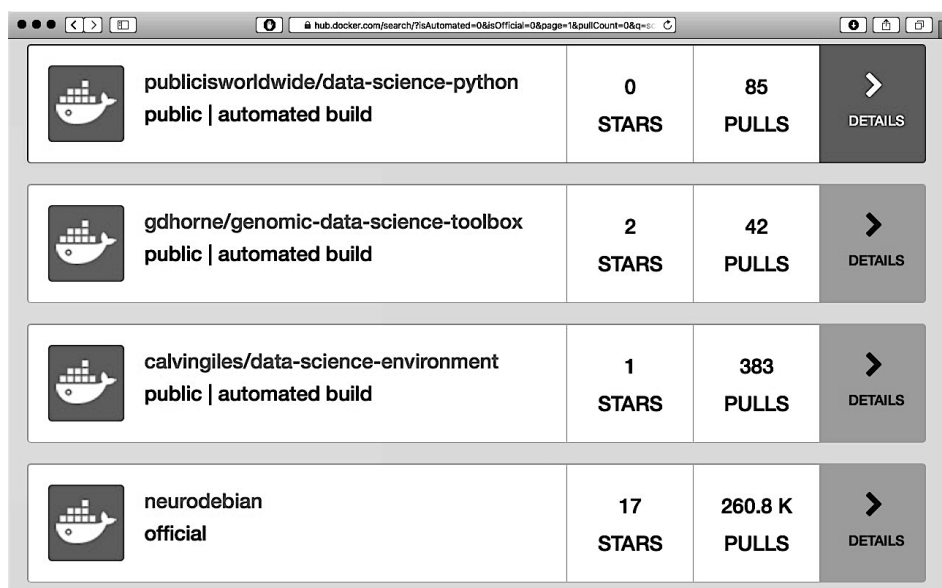 hub.docker.com/search/?isAutomated=0&isOfficial=0&page=1&pullCount=0&q=sc
publicisworldwide/data-science-python
public | automated build
0
STARS
85
PULLS
DETAILS
gdhorne/genomic-data-science-toolbox
public | automated build
2
STARS
42
PULLS
DETAILS
calvingiles/data-science-environment
public | automated build
1
STARS
383
PULLS
DETAILS
neurodebian
official
17
STARS
260.8 K
PULLS
DETAILS